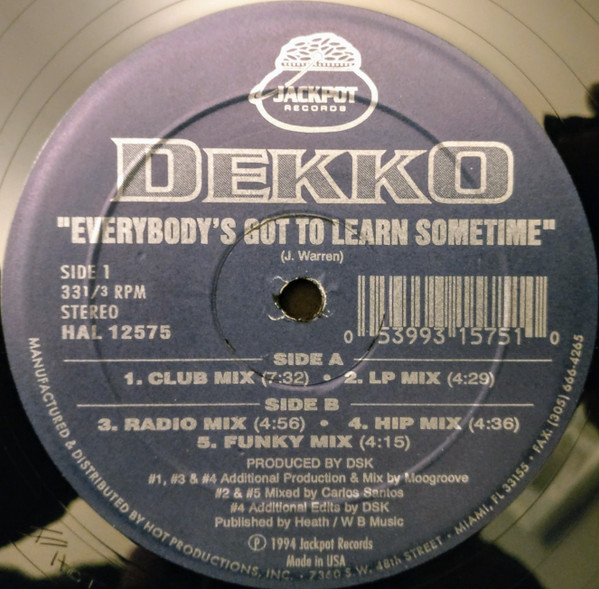 JACKPOT
RECORDS
DEKKO
"EVERYBODY'S GOT TO LEARN SOMETIME"
(J. Warren)
SIDE 1
33 1/3 RPM
STEREO
HAL 12575
0 53993 15751 0
SIDE A
1. CLUB MIX (7:32) • 2. LP MIX (4:29)
SIDE B
3. RADIO MIX (4:56) • 4. HIP MIX (4:36)
5. FUNKY MIX (4:15)
PRODUCED BY DSK
#1, #3 & #4 Additional Production & Mix by Moogroove
#2 & #5 Mixed by Carlos Santos
#4 Additional Edits by DSK
Published by Heath / W B Music
℗ 1994 Jackpot Records
Made in USA
MANUFACTURED & DISTRIBUTED BY HOT PRODUCTIONS, INC. • 7360 S.W. 48th STREET • MIAMI, FL 33155 • FAX: (305) 666-4265